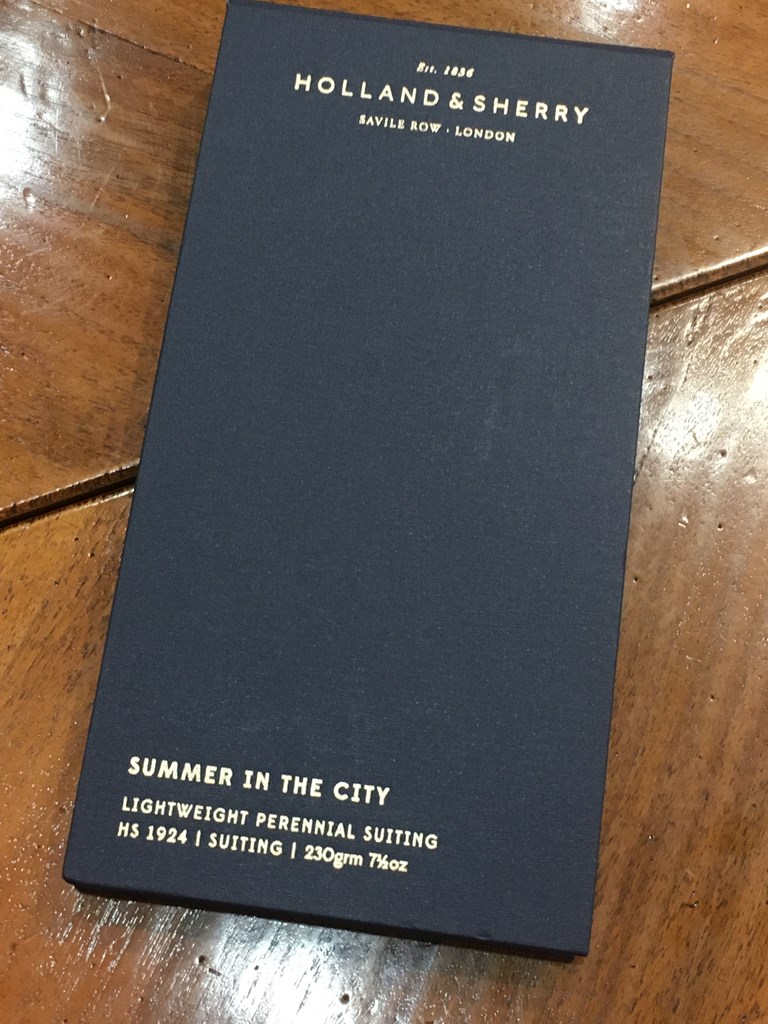 Est. 1836
HOLLAND & SHERRY
SAVILE ROW · LONDON
SUMMER IN THE CITY
LIGHTWEIGHT PERENNIAL SUITING
HS 1924 | SUITING | 230grm 7½oz